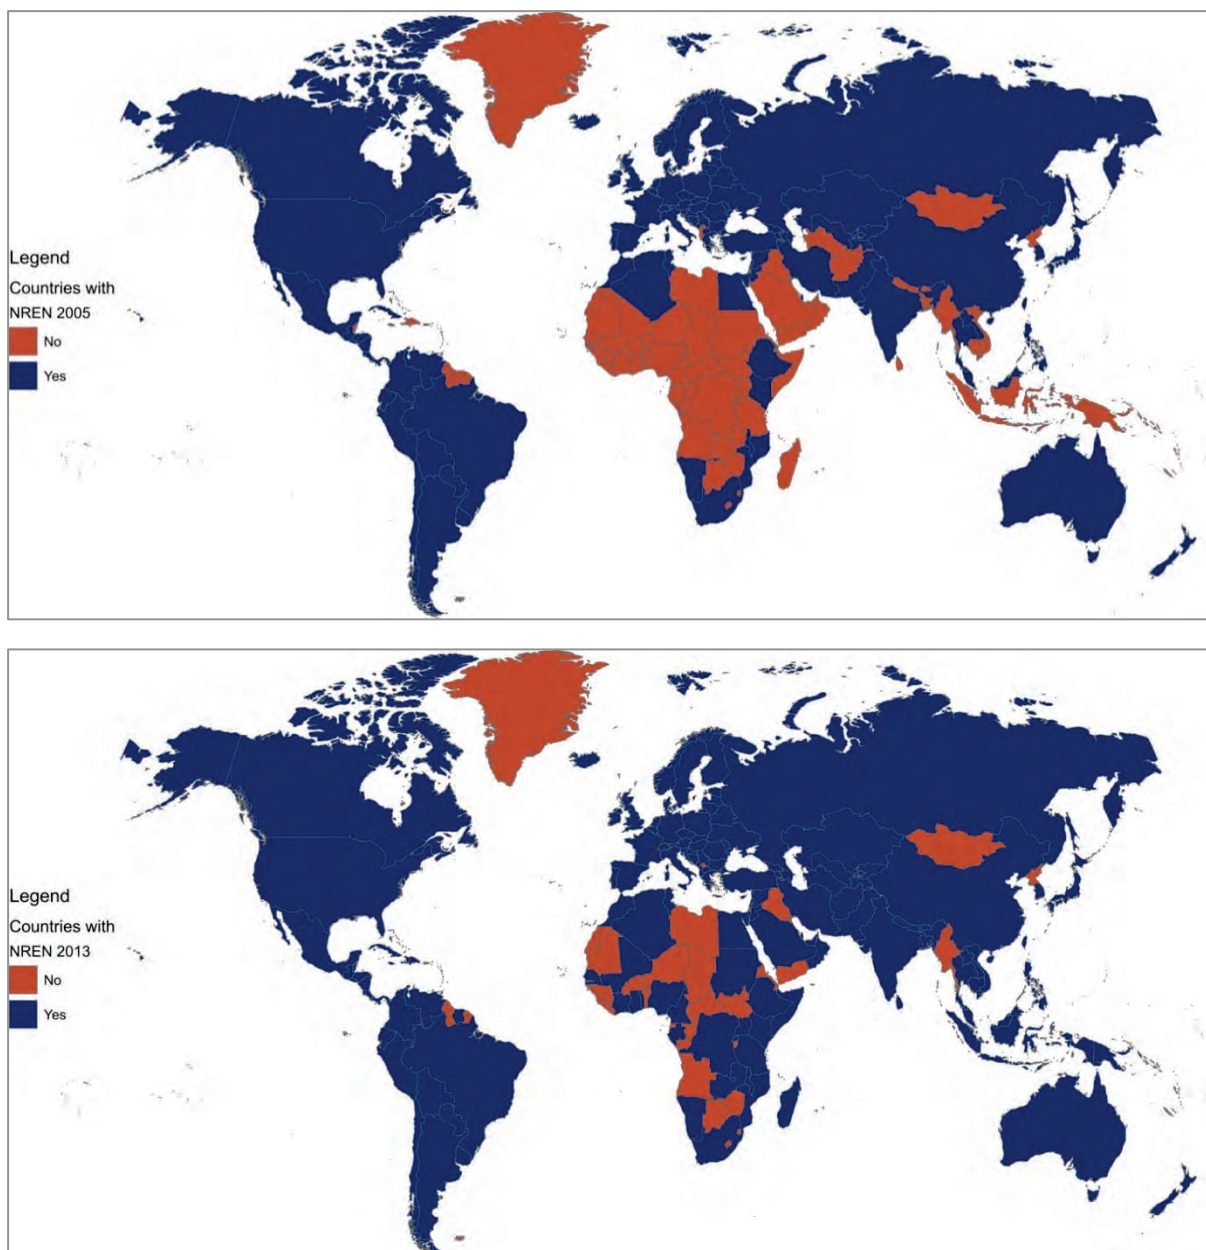 Legend
Countries with
NREN 2005
No
Yes
Legend
Countries with
NREN 2013
No
Yes